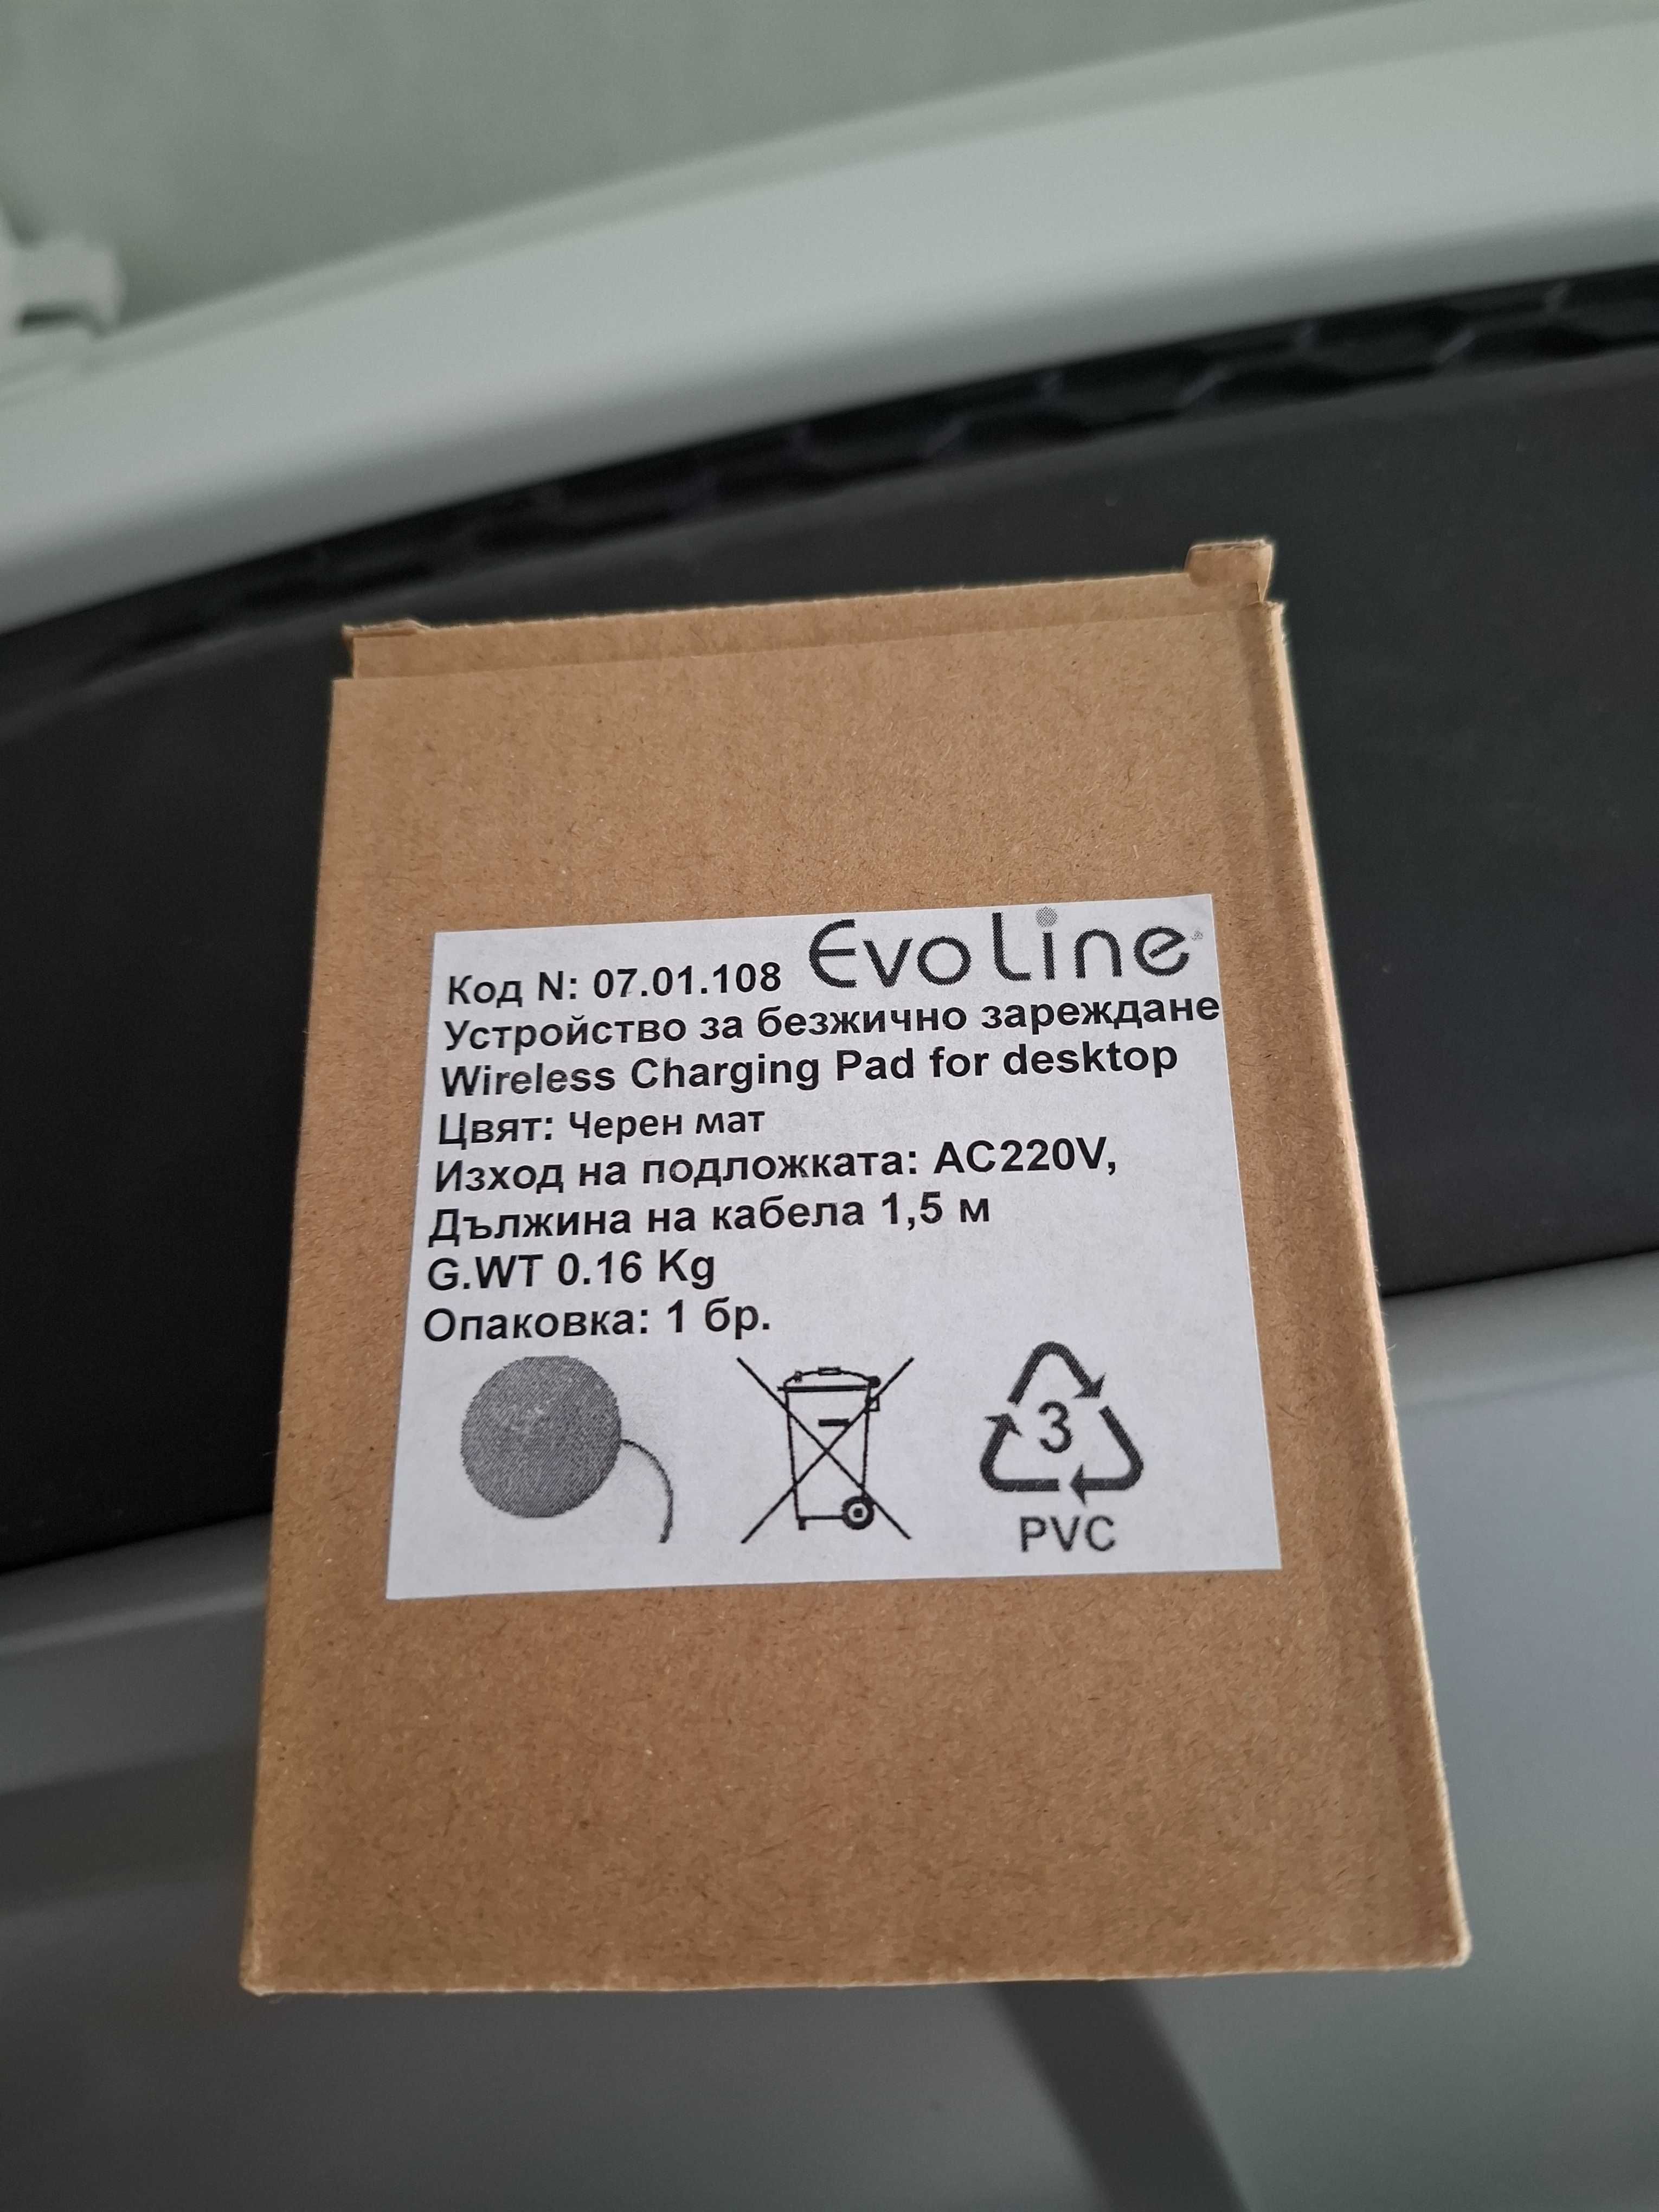 Код N: 07.01.108 EvoLine
Устройство за безжично зареждане
Wireless Charging Pad for desktop
Цвят: Черен мат
Изход на подложката: AC220V,
Дължина на кабела 1,5 м
G.WT 0.16 Kg
Опаковка: 1 бр.
3
PVC